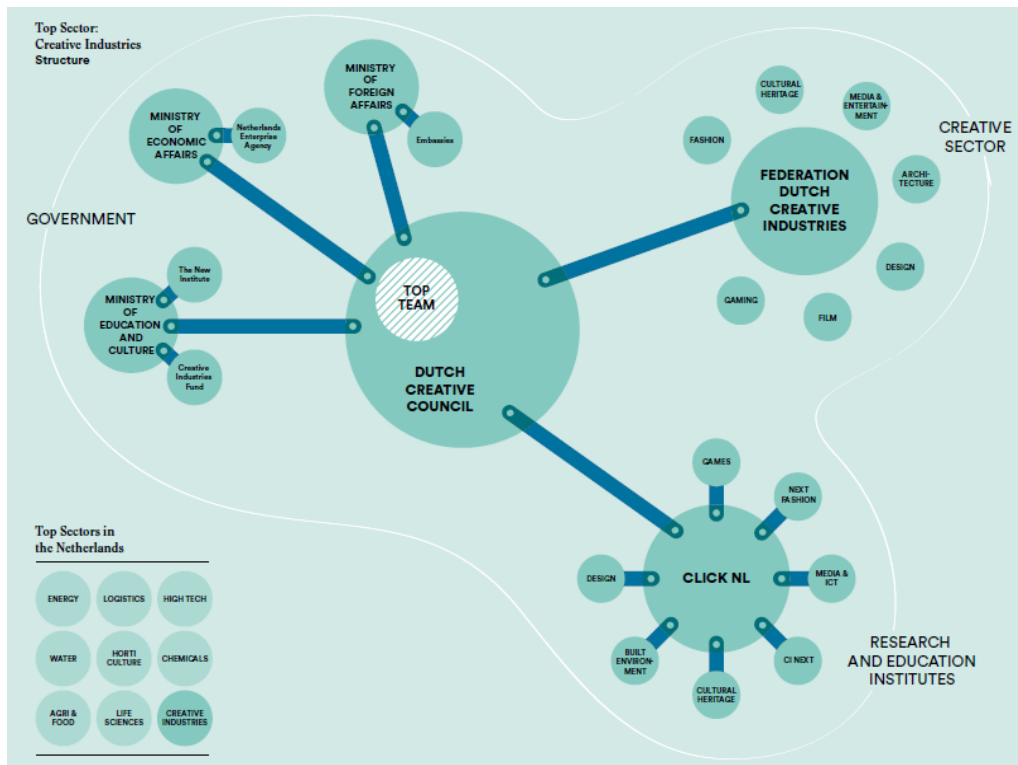 Top Sector:
Creative Industries
Structure
MINISTRY
OF
FOREIGN
AFFAIRS
Embassies
MINISTRY
OF
ECONOMIC
AFFAIRS
Netherlands
Enterprise
Agency
GOVERNMENT
The New
Institute
MINISTRY
OF
EDUCATION
AND
CULTURE
Creative
Industries
Fund
TOP
TEAM
DUTCH
CREATIVE
COUNCIL
CULTURAL
HERITAGE
MEDIA &
ENTERTAIN-
MENT
FASHION
CREATIVE
SECTOR
FEDERATION
DUTCH
CREATIVE
INDUSTRIES
ARCHI-
TECTURE
DESIGN
GAMING
FILM
GAMES
NEXT
FASHION
DESIGN
CLICK NL
MEDIA &
ICT
BUILT
ENVIRON-
MENT
CI NEXT
CULTURAL
HERITAGE
RESEARCH
AND EDUCATION
INSTITUTES
Top Sectors in
the Netherlands
ENERGY
LOGISTICS
HIGH TECH
WATER
HORTI
CULTURE
CHEMICALS
AGRI &
FOOD
LIFE
SCIENCES
CREATIVE
INDUSTRIES